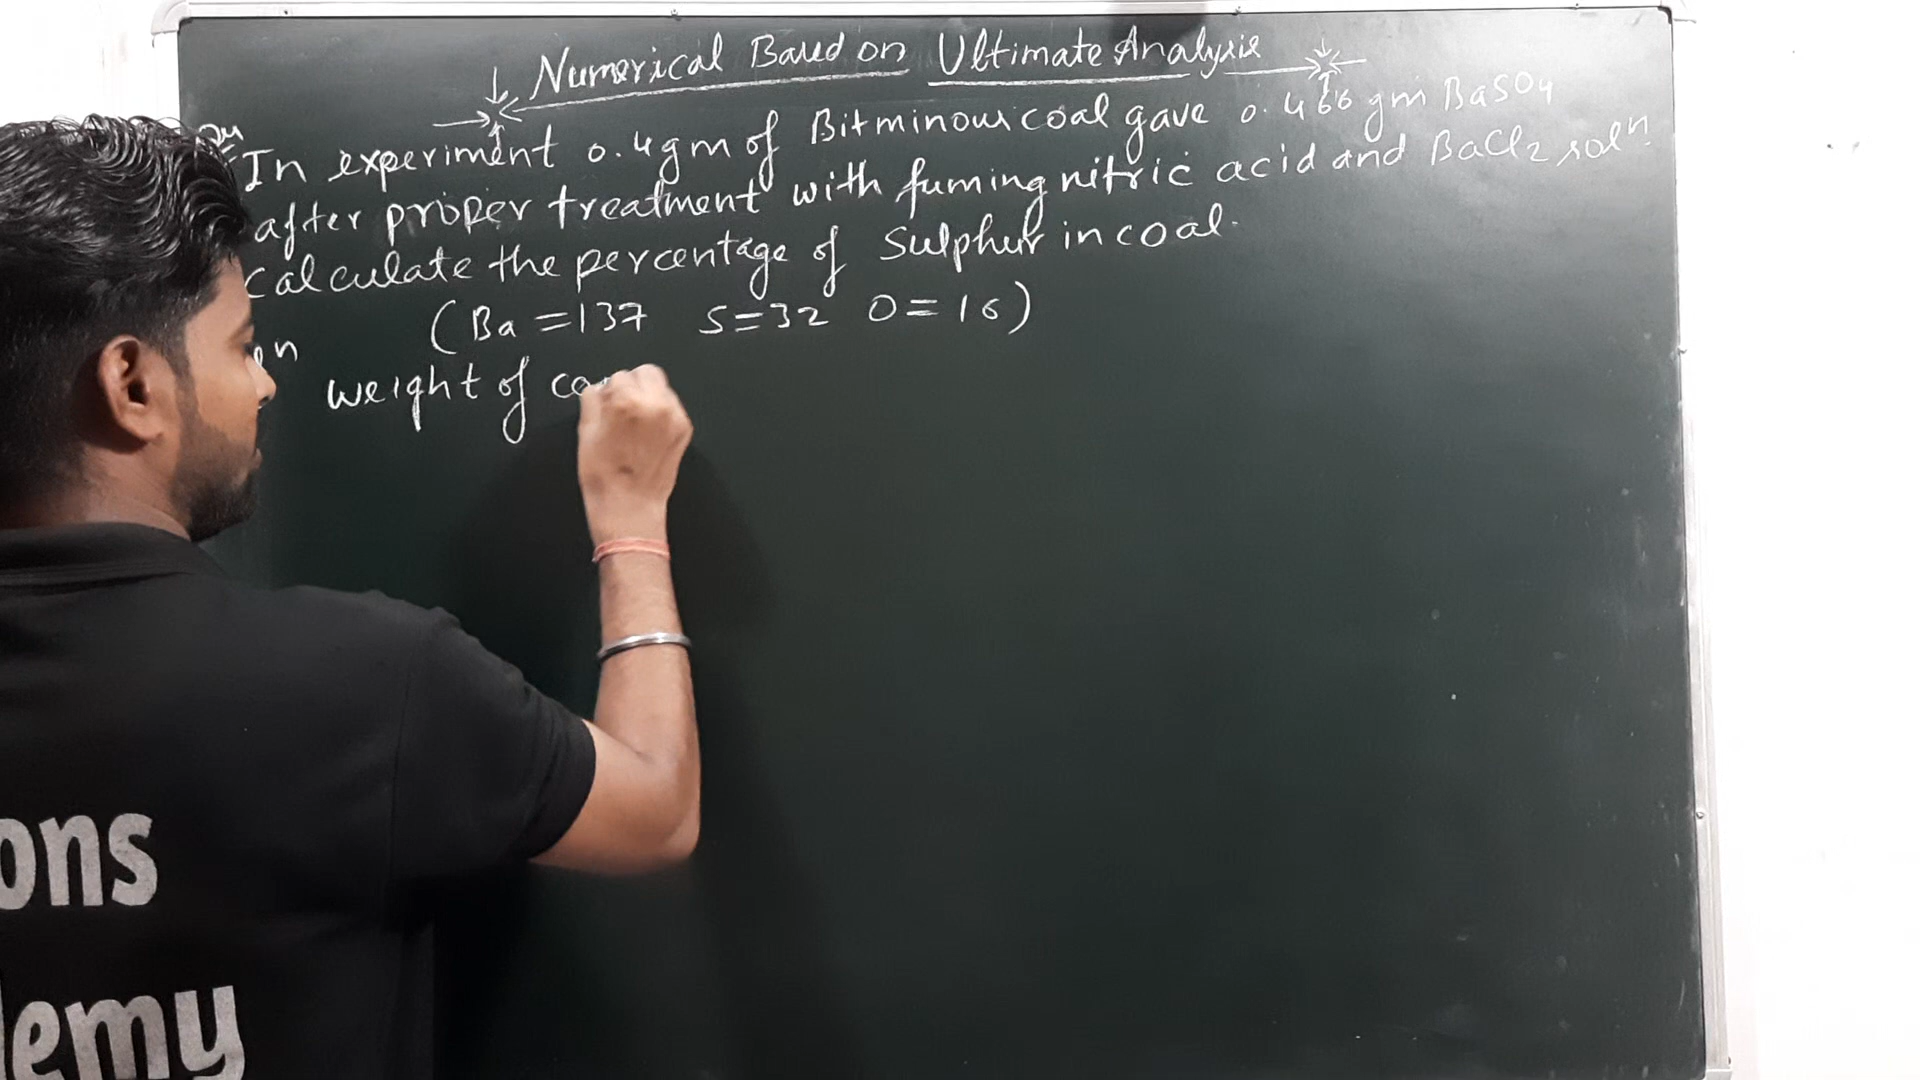 Numerical Based on Ultimate Analysis
In experiment 0.4gm of Bitminous coal gave 0.466 gm BaSO4
after proper treatment with fuming nitric acid and BaCl2 soln.
Calculate the percentage of Sulphur in coal.
(Ba = 137 S = 32 O = 16)
weight of
ons
emy